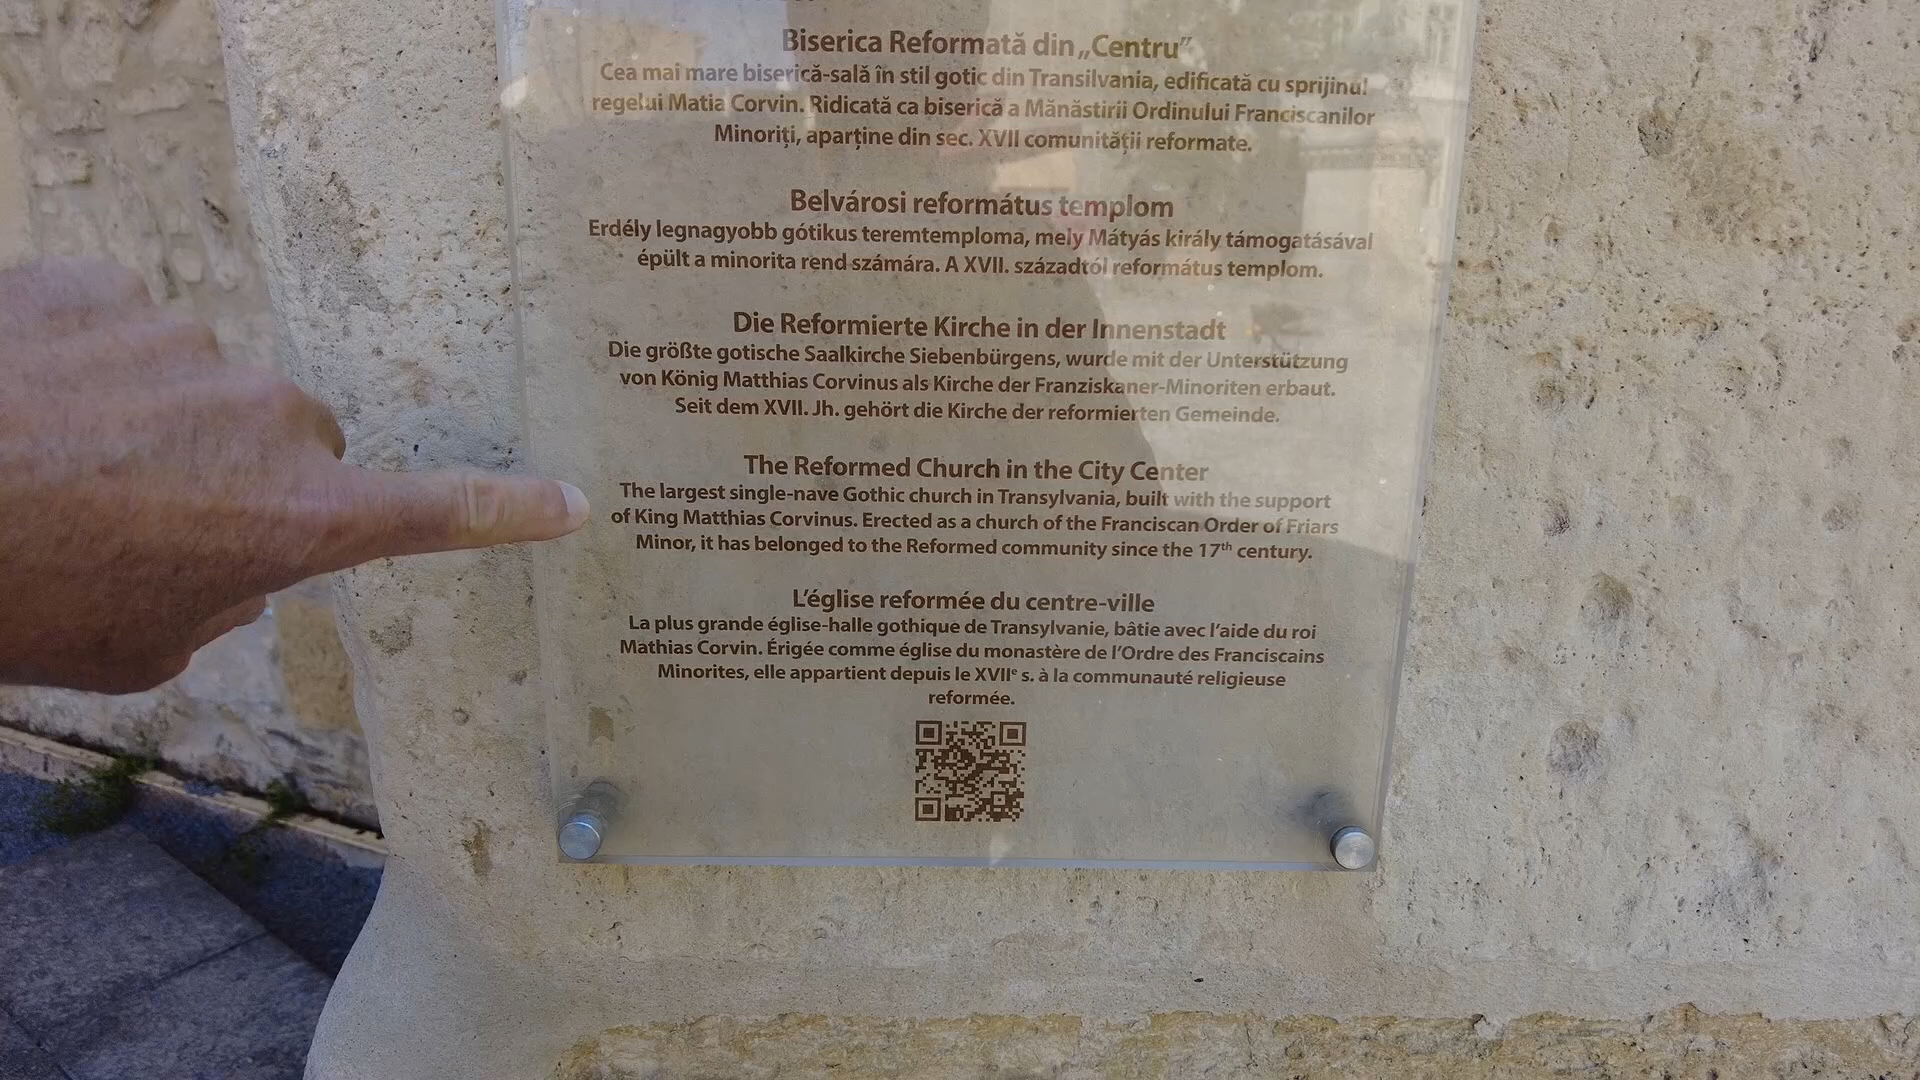 Biserica Reformată din „Centru”
Cea mai mare biserică-sală în stil gotic din Transilvania, edificată cu sprijinul
regelui Matia Corvin. Ridicată ca biserică a Mănăstirii Ordinului Franciscanilor
Minoriți, aparține din sec. XVII comunității reformate.
Belvárosi református templom
Erdély legnagyobb gótikus teremtemploma, mely Mátyás király támogatásával
épült a minorita rend számára. A XVII. századtól református templom.
Die Reformierte Kirche in der Innenstadt
Die größte gotische Saalkirche Siebenbürgens, wurde mit der Unterstützung
von König Matthias Corvinus als Kirche der Franziskaner-Minoriten erbaut.
Seit dem XVII. Jh. gehört die Kirche der reformierten Gemeinde.
The Reformed Church in the City Center
The largest single-nave Gothic church in Transylvania, built with the support
of King Matthias Corvinus. Erected as a church of the Franciscan Order of Friars
Minor, it has belonged to the Reformed community since the 17th century.
L’église reformée du centre-ville
La plus grande église-halle gothique de Transylvanie, bâtie avec l’aide du roi
Mathias Corvin. Érigée comme église du monastère de l’Ordre des Franciscains
Minorites, elle appartient depuis le XVIIe s. à la communauté religieuse
reformée.